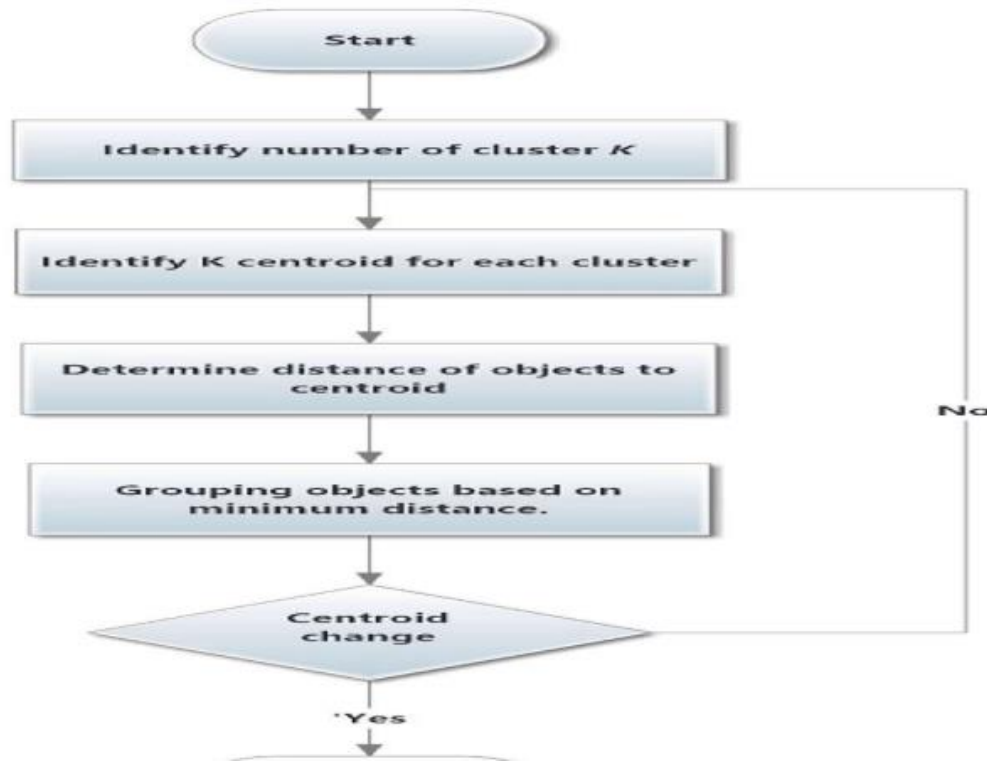 Start
Identify number of cluster K
Identify K centroid for each cluster
Determine distance of objects to
centroid
No
Grouping objects based on
minimum distance.
Centroid
change
'Yes